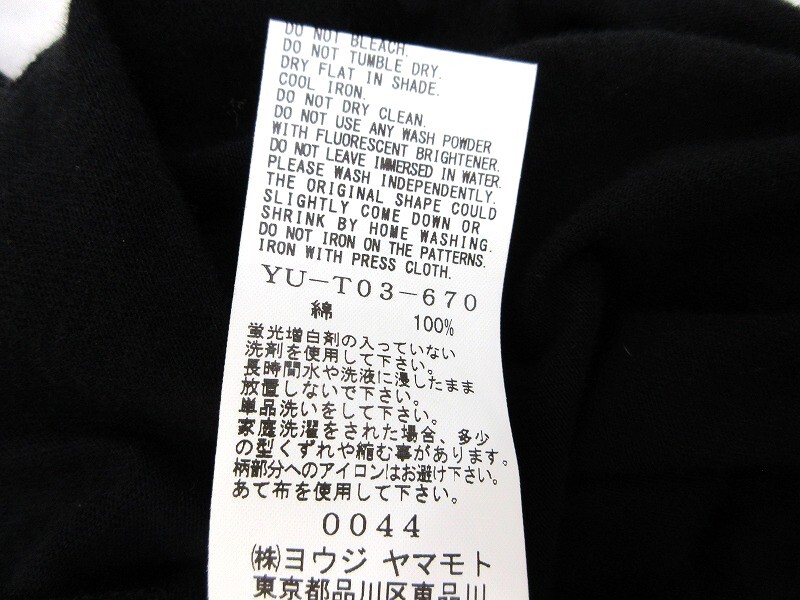 DO NOT BLEACH.
DO NOT TUMBLE DRY.
DRY FLAT IN SHADE.
COOL IRON.
DO NOT DRY CLEAN.
DO NOT USE ANY WASH POWDER
WITH FLUORESCENT BRIGHTENER.
DO NOT LEAVE IMMERSED IN WATER.
PLEASE WASH INDEPENDENTLY.
THE ORIGINAL SHAPE COULD
SLIGHTLY COME DOWN OR
SHRINK BY HOME WASHING.
DO NOT IRON ON THE PATTERNS.
IRON WITH PRESS CLOTH.
YU－T03－670
綿 100%
蛍光増白剤の入っていない
洗剤を使用して下さい。
長時間水や洗液に浸したまま
放置しないで下さい。
単品洗いをして下さい。
家庭洗濯をされた場合、多少
の型くずれや縮む事があります。
柄部分へのアイロンはお避け下さい。
あて布を使用して下さい。
0044
㈱ヨウジ ヤマモト
東京都品川区東品川